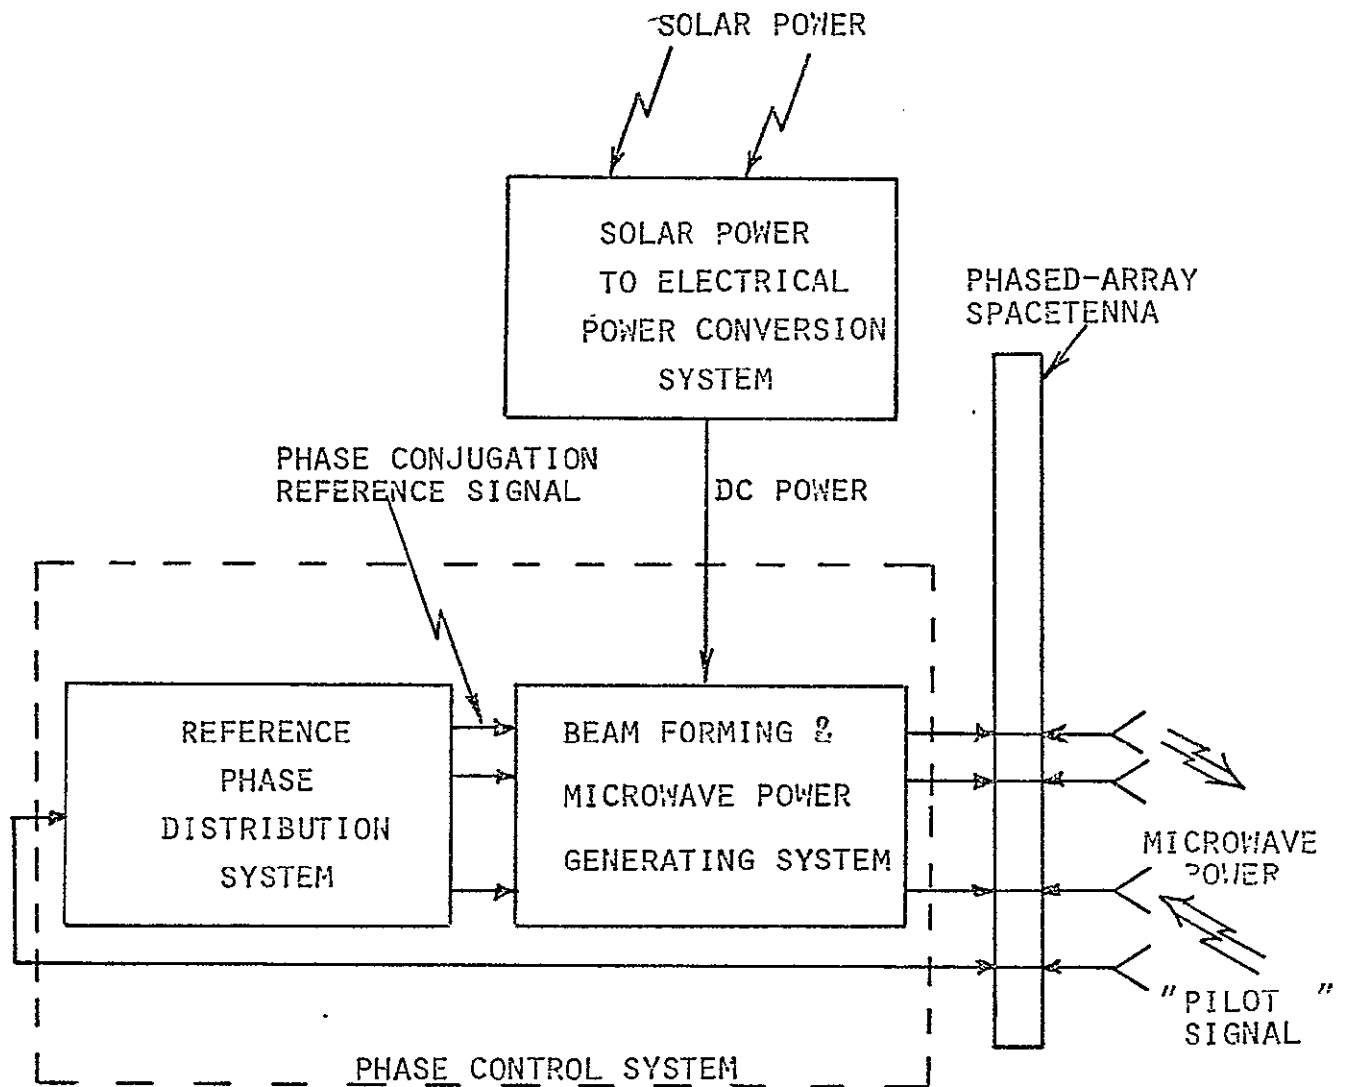 SOLAR POWER
SOLAR POWER
TO ELECTRICAL
POWER CONVERSION
SYSTEM
PHASED-ARRAY
SPACETENNA
PHASE CONJUGATION
REFERENCE SIGNAL
DC POWER
REFERENCE
PHASE
DISTRIBUTION
SYSTEM
BEAM FORMING &
MICROWAVE POWER
GENERATING SYSTEM
MICROWAVE
POWER
"PILOT "
SIGNAL
PHASE CONTROL SYSTEM